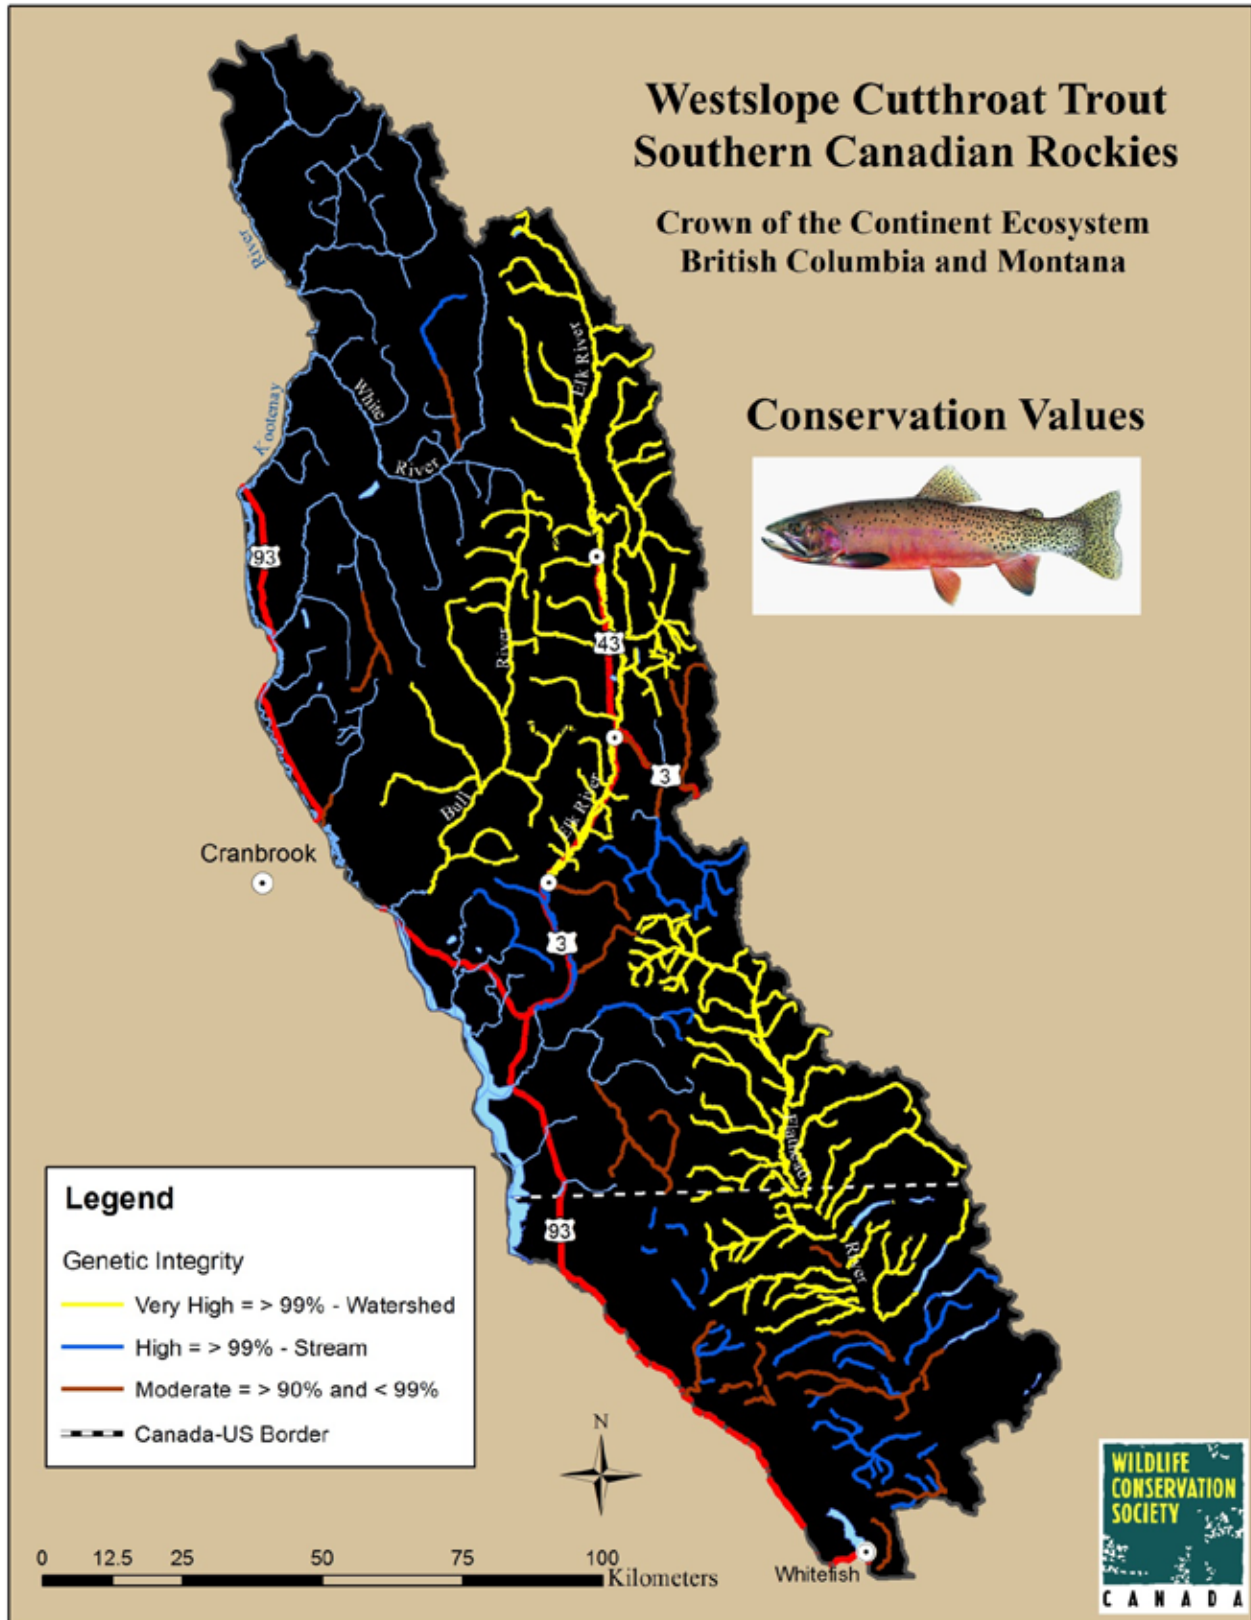 Westslope Cutthroat Trout
Southern Canadian Rockies
Crown of the Continent Ecosystem
British Columbia and Montana
Conservation Values
River
Kootenay
White
River
Elk River
93
River
43
3
Bull
Elk River
Cranbrook
3
Flathead
93
River
Legend
Genetic Integrity
Very High = > 99% - Watershed
High = > 99% - Stream
Moderate = > 90% and < 99%
Canada-US Border
N
0 12.5 25 50 75 100
Kilometers
Whitefish
WILDLIFE
CONSERVATION
SOCIETY
CANADA